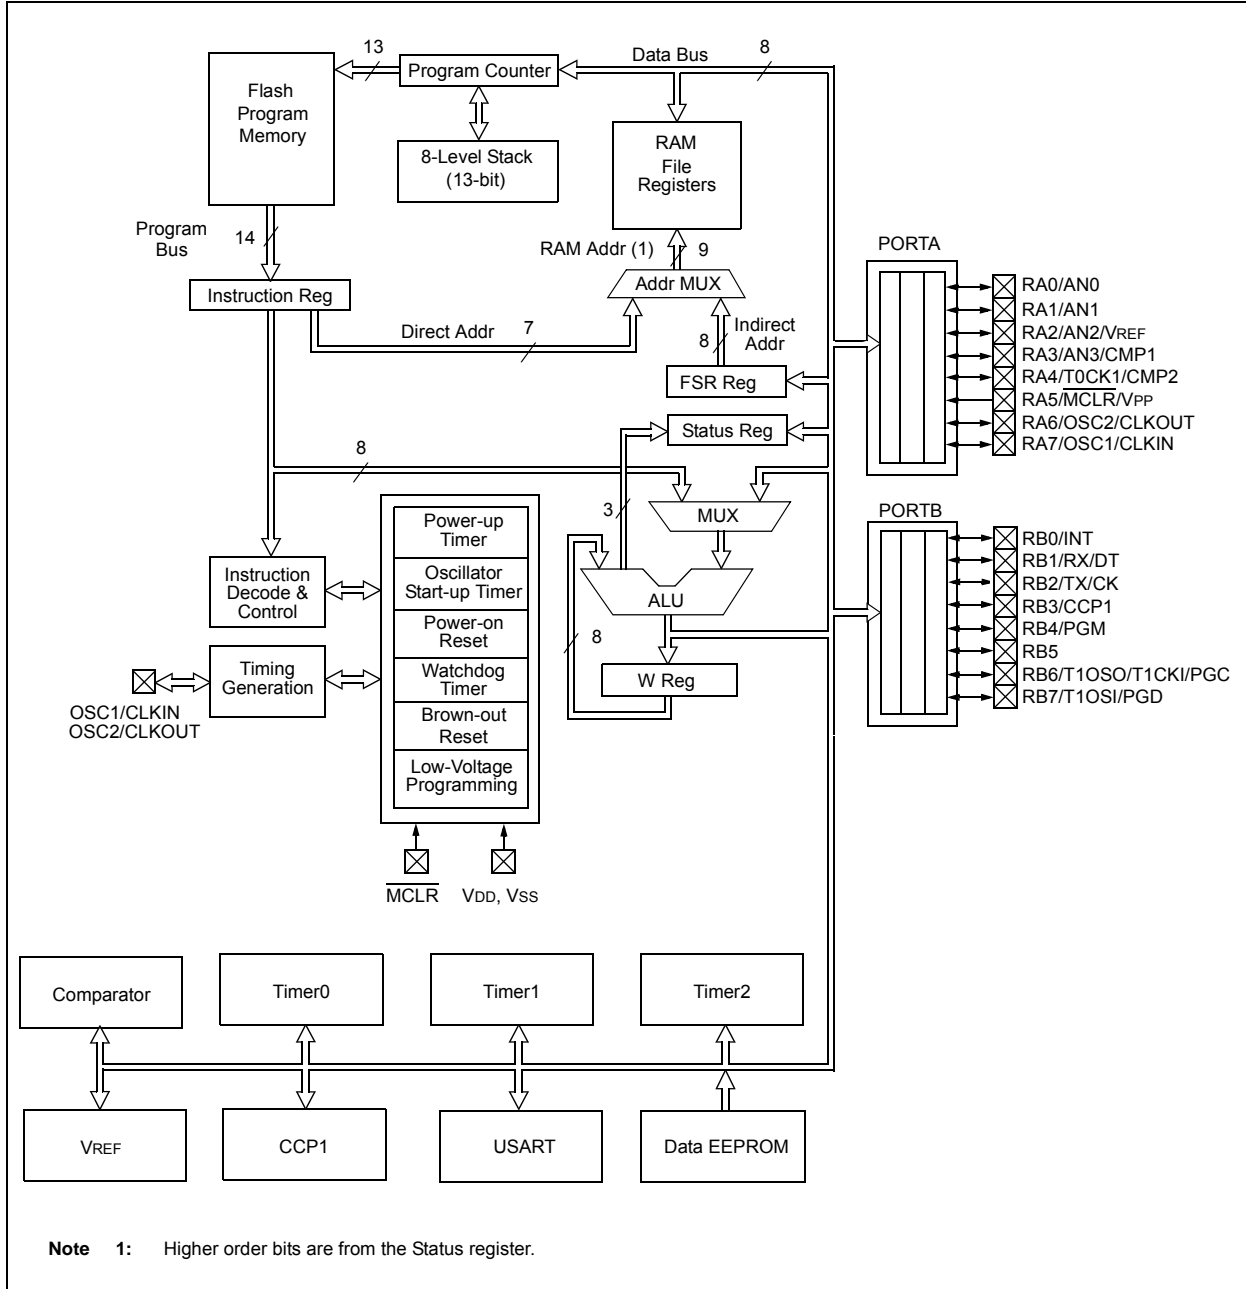 Flash
Program
Memory
13
Program Counter
Data Bus
8
8-Level Stack
(13-bit)
RAM
File
Registers
Program
Bus
14
RAM Addr (1)
9
Addr MUX
Instruction Reg
Direct Addr
7
8
Indirect
Addr
FSR Reg
Status Reg
8
3
MUX
ALU
8
W Reg
Instruction
Decode &
Control
Timing
Generation
OSC1/CLKIN
OSC2/CLKOUT
Power-up
Timer
Oscillator
Start-up Timer
Power-on
Reset
Watchdog
Timer
Brown-out
Reset
Low-Voltage
Programming
MCLR
VDD, VSS
PORTA
RA0/AN0
RA1/AN1
RA2/AN2/VREF
RA3/AN3/CMP1
RA4/T0CK1/CMP2
RA5/MCLR/VPP
RA6/OSC2/CLKOUT
RA7/OSC1/CLKIN
PORTB
RB0/INT
RB1/RX/DT
RB2/TX/CK
RB3/CCP1
RB4/PGM
RB5
RB6/T1OSO/T1CKI/PGC
RB7/T1OSI/PGD
Comparator
Timer0
Timer1
Timer2
VREF
CCP1
USART
Data EEPROM
Note 1: Higher order bits are from the Status register.